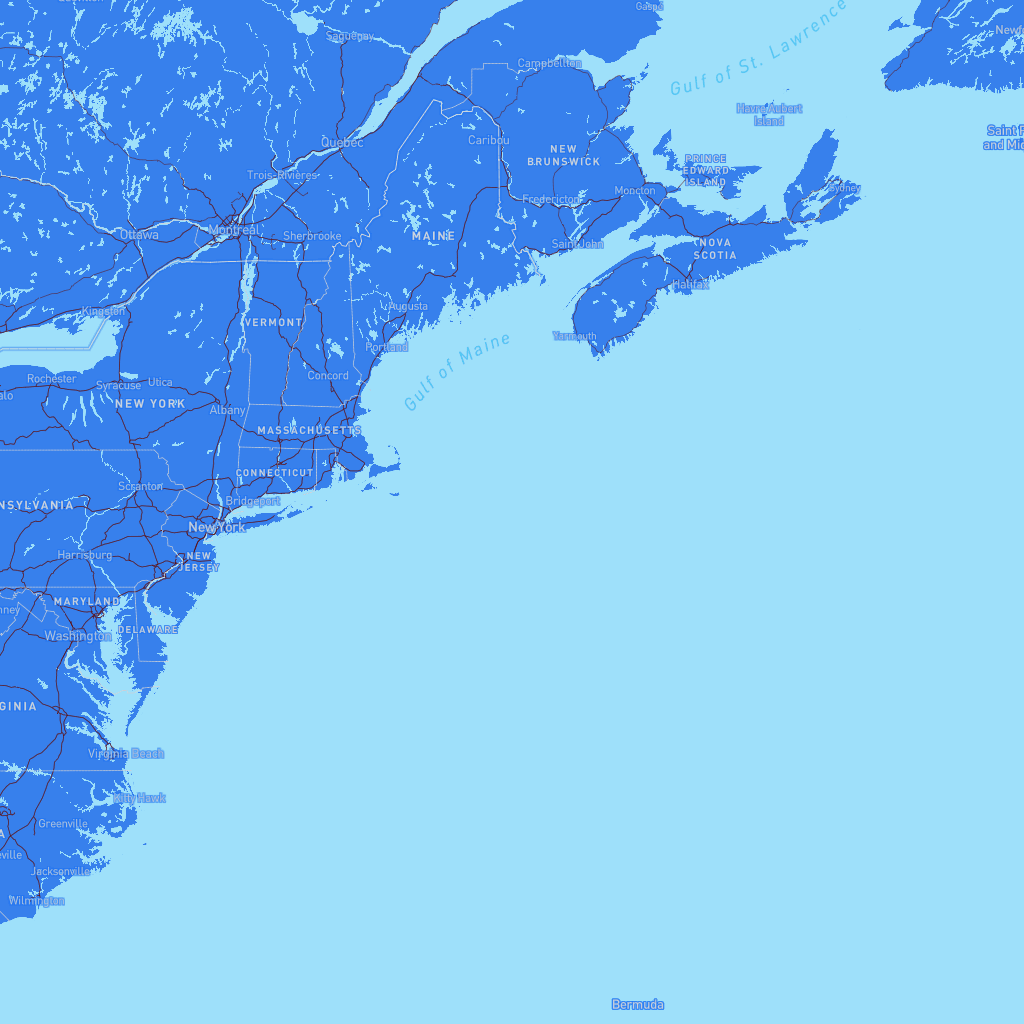 Gaspé
Saguenay
Gulf of St. Lawrence
Campbellton
Havre-Aubert
Island
Quebec
Caribou
NEW
BRUNSWICK
PRINCE
EDWARD
ISLAND
Trois-Rivières
Moncton
Sydney
Fredericton
Montreal
Ottawa
Sherbrooke
MAINE
Saint John
NOVA
SCOTIA
Halifax
Kingston
Augusta
VERMONT
Yarmouth
Portland
Gulf of Maine
Rochester
Syracuse
Utica
Concord
alo
NEW YORK
Albany
MASSACHUSETTS
CONNECTICUT
Scranton
NSYLVANIA
Bridgeport
New York
Harrisburg
NEW
JERSEY
MARYLAND
nney
DELAWARE
Washington
GINIA
Virginia Beach
Kitty Hawk
Greenville
A
eville
Jacksonville
Wilmington
Bermuda
Newf
Saint P
and Mic